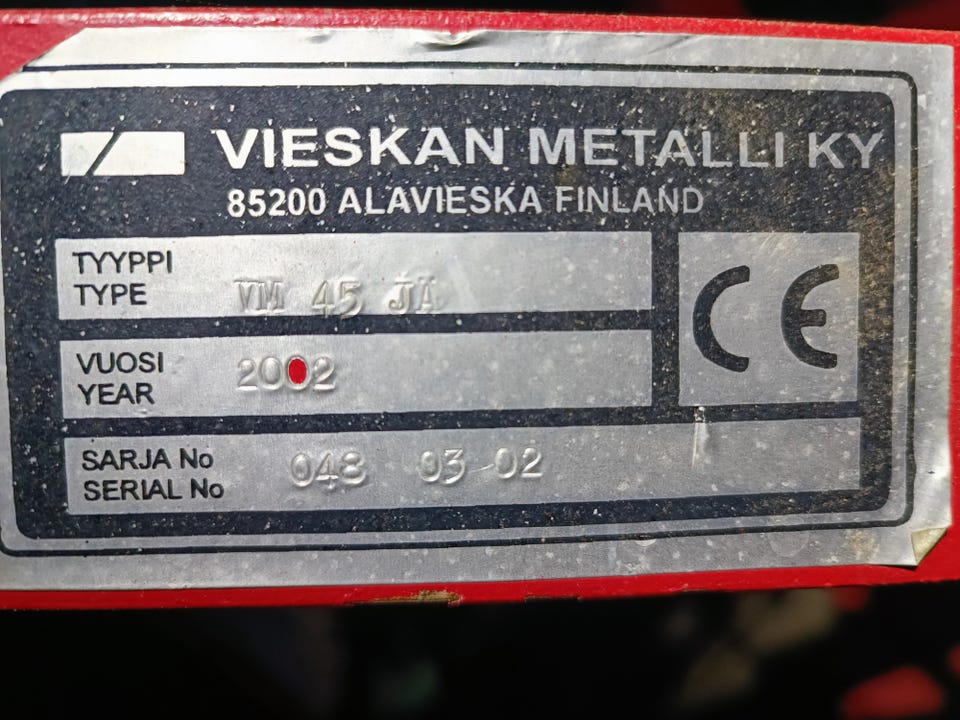 VIESKAN METALLI KY
85200 ALAVIESKA FINLAND
TYYPPI
TYPE VM 45 JÄ
VUOSI 2002
YEAR
SARJA No 048 03 02
SERIAL No
CE